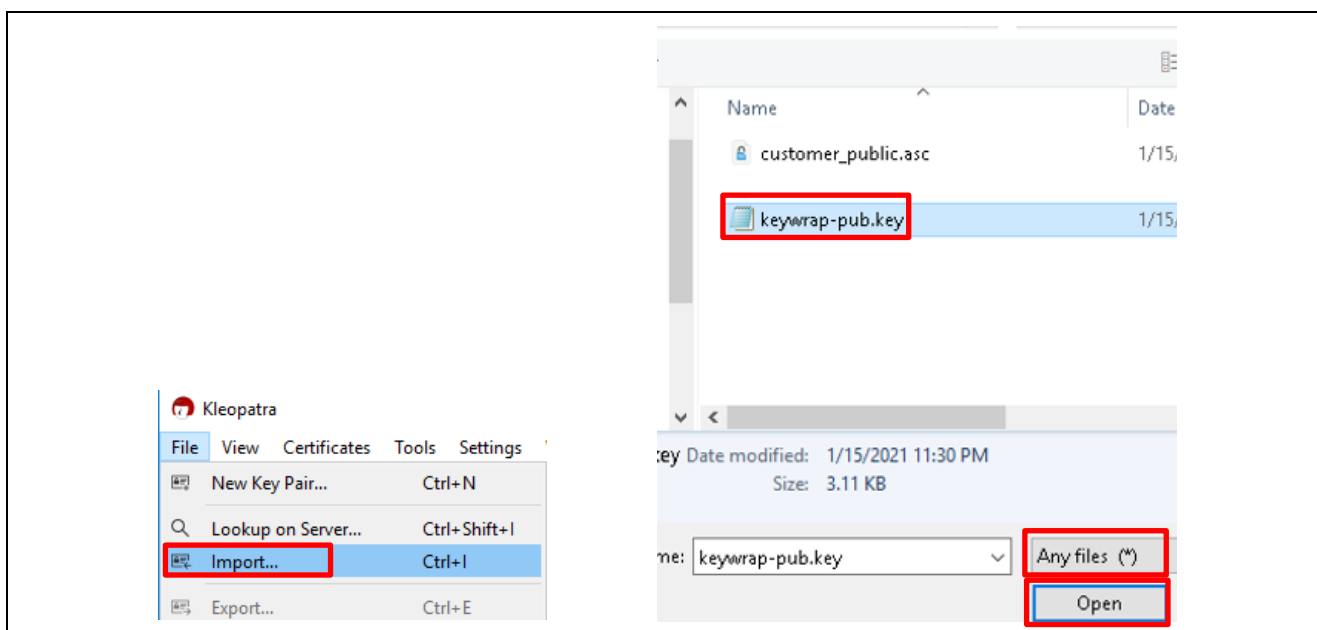 Name
Date
customer_public.asc
1/15/
keywrap-pub.key
1/15/
Kleopatra
File View Certificates Tools Settings
New Key Pair... Ctrl+N
Lookup on Server... Ctrl+Shift+I
Import... Ctrl+I
Export... Ctrl+E
key Date modified: 1/15/2021 11:30 PM
Size: 3.11 KB
me: keywrap-pub.key
Any files (*)
Open